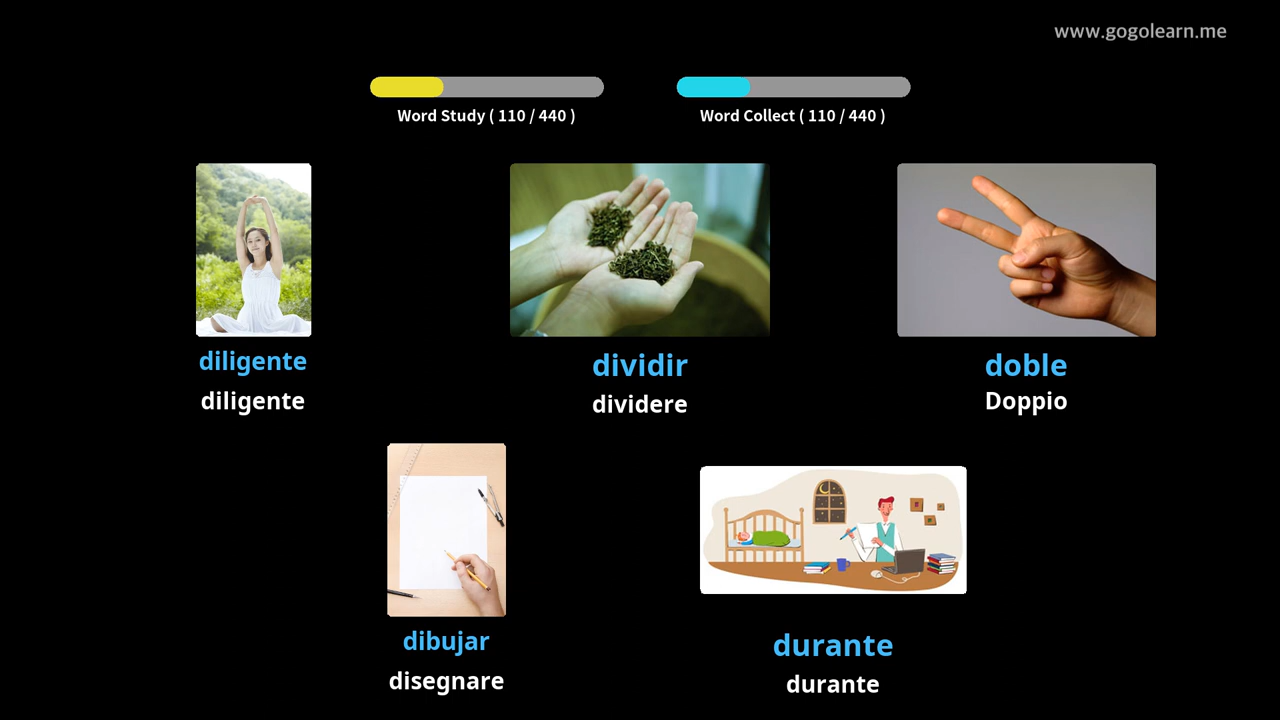 www.gogolearn.me
Word Study ( 110 / 440 )
Word Collect ( 110 / 440 )
diligente
diligente
dividir
dividere
doble
Doppio
dibujar
disegnare
durante
durante